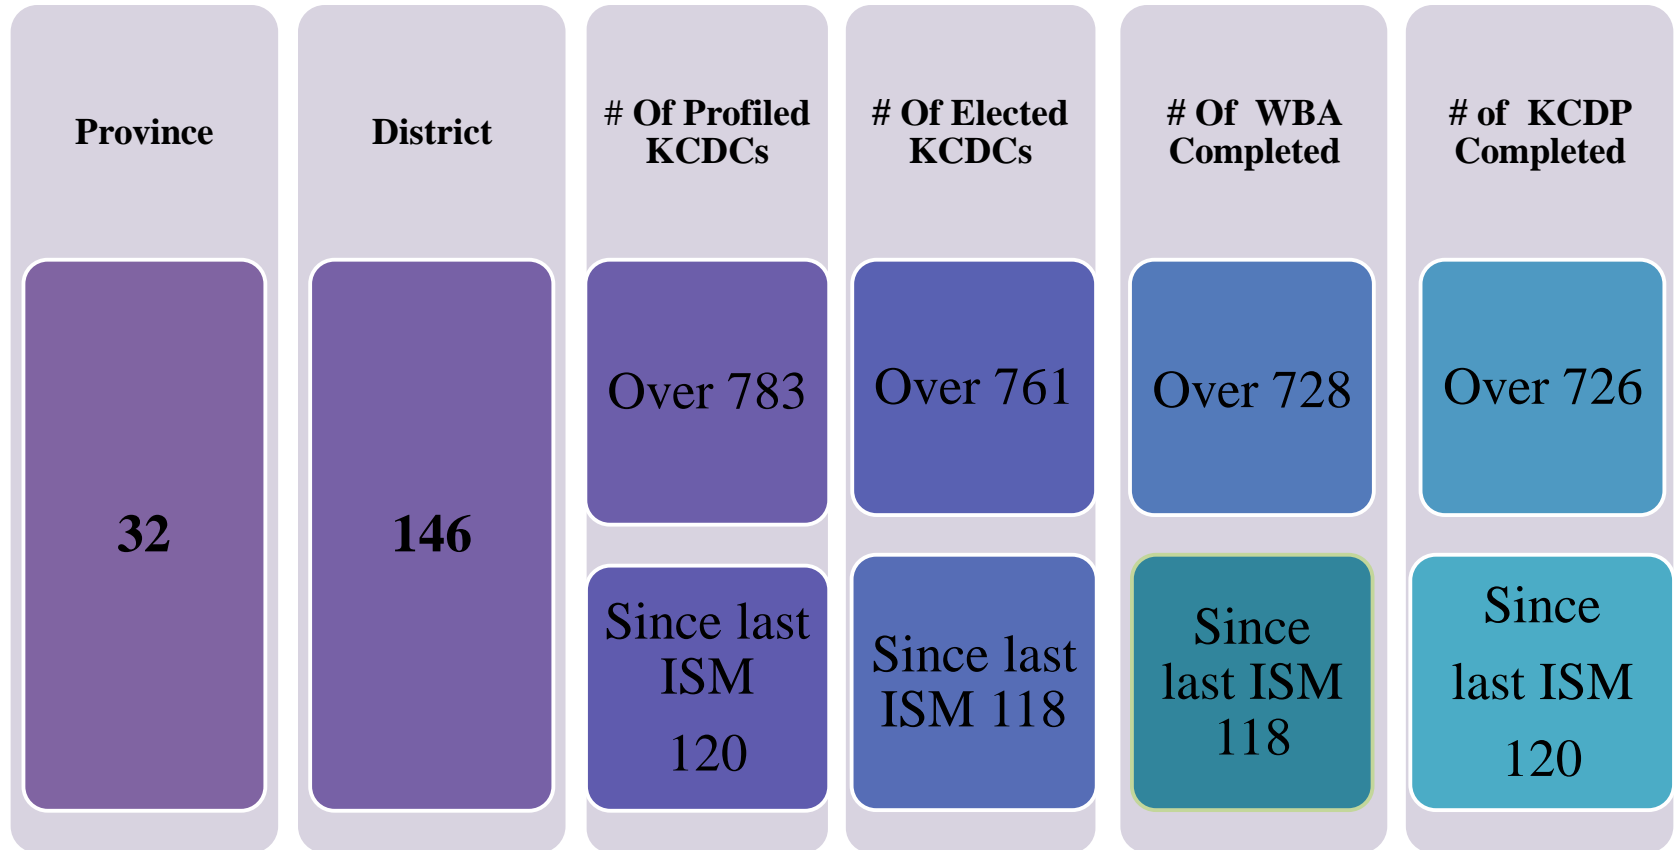 Province
District
# Of Profiled
KCDCs
# Of Elected
KCDCs
# Of WBA
Completed
# of KCDP
Completed
32
146
Over 783
Since last
ISM
120
Over 761
Since last
ISM 118
Over 728
Since
last ISM
118
Over 726
Since
last ISM
120